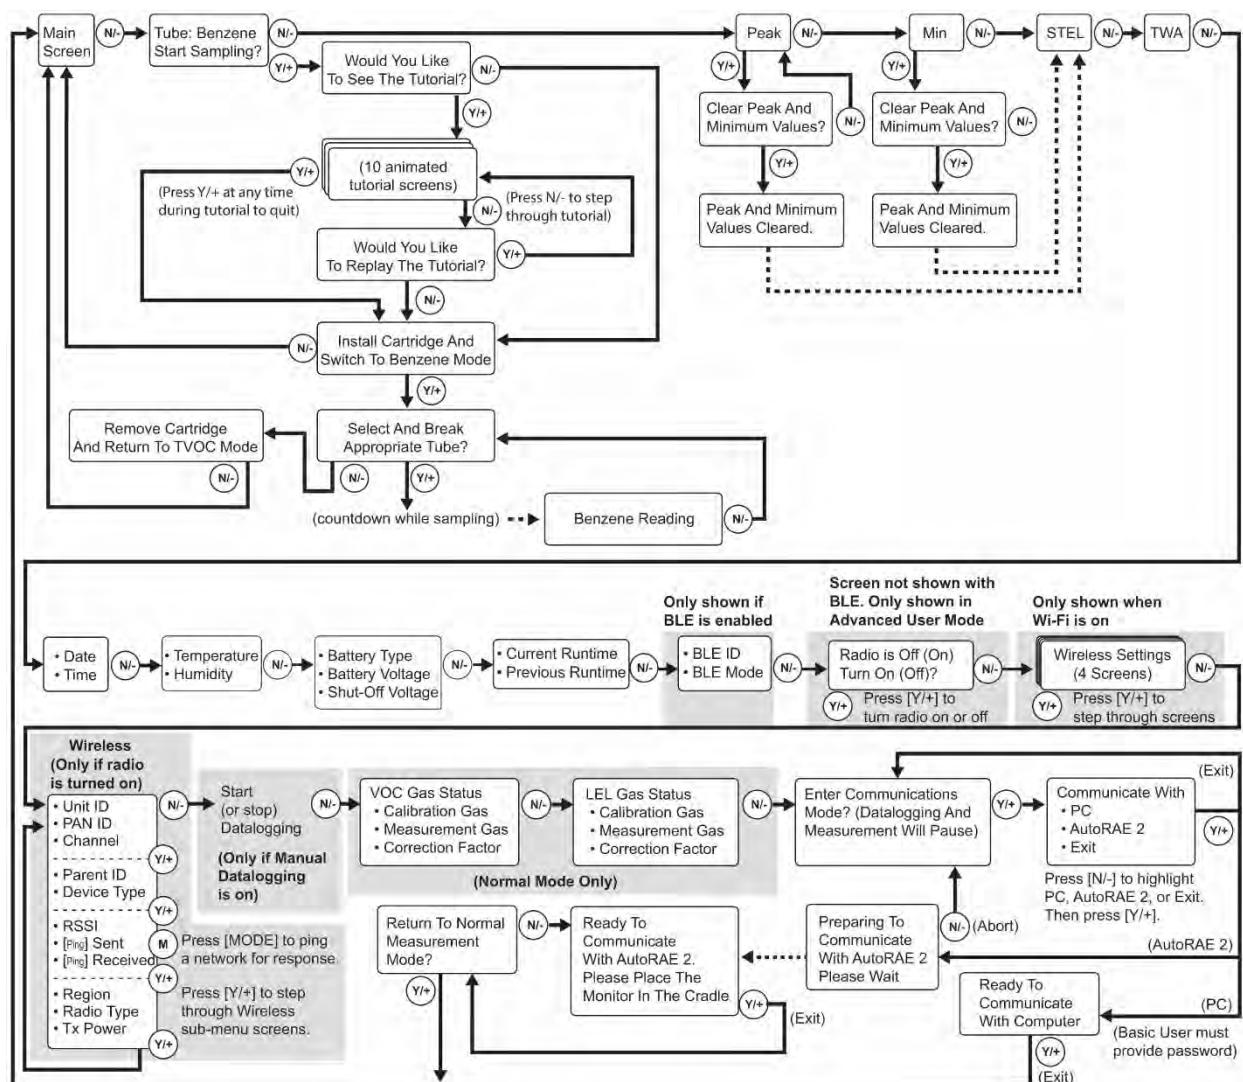 Main
Screen
N/-
Tube: Benzene
Start Sampling?
N/-
Y/+
Would You Like
To See The Tutorial?
N/-
Y/+
(10 animated
tutorial screens)
Y/+
(Press Y/+ at any time
during tutorial to quit)
N/-
(Press N/- to step
through tutorial)
Would You Like
To Replay The Tutorial?
Y/+
N/-
Install Cartridge And
Switch To Benzene Mode
N/-
Y/+
Select And Break
Appropriate Tube?
N/-
Y/+
Remove Cartridge
And Return To TVOC Mode
N/-
(countdown while sampling)
Benzene Reading
N/-
Peak
N/-
Y/+
Clear Peak And
Minimum Values?
N/-
Y/+
Peak And Minimum
Values Cleared.
Min
N/-
Y/+
Clear Peak And
Minimum Values?
N/-
Y/+
Peak And Minimum
Values Cleared.
STEL
N/-
TWA
N/-
• Date
• Time
N/-
• Temperature
• Humidity
N/-
• Battery Type
• Battery Voltage
• Shut-Off Voltage
N/-
• Current Runtime
• Previous Runtime
N/-
Only shown if
BLE is enabled
• BLE ID
• BLE Mode
N/-
Screen not shown with
BLE. Only shown in
Advanced User Mode
Radio is Off (On)
Turn On (Off)?
N/-
Y/+
Press [Y/+] to
turn radio on or off
Only shown when
Wi-Fi is on
Wireless Settings
(4 Screens)
N/-
Y/+
Press [Y/+] to
step through screens
Wireless
(Only if radio
is turned on)
• Unit ID
• PAN ID
• Channel
N/-
Y/+
• Parent ID
• Device Type
Y/+
• RSSI
• [Ping] Sent
• [Ping] Received
M
Press [MODE] to ping
a network for response.
Y/+
• Region
• Radio Type
• Tx Power
Y/+
Press [Y/+] to step
through Wireless
sub-menu screens.
Start
(or stop)
Datalogging
N/-
(Only if Manual
Datalogging
is on)
VOC Gas Status
• Calibration Gas
• Measurement Gas
• Correction Factor
N/-
LEL Gas Status
• Calibration Gas
• Measurement Gas
• Correction Factor
N/-
(Normal Mode Only)
Enter Communications
Mode? (Datalogging And
Measurement Will Pause)
Y/+
Communicate With
• PC
• AutoRAE 2
• Exit
Y/+
(Exit)
Press [N/-] to highlight
PC, AutoRAE 2, or Exit.
Then press [Y/+].
(AutoRAE 2)
(PC)
(Basic User must
provide password)
Return To Normal
Measurement
Mode?
N/-
Y/+
Ready To
Communicate
With AutoRAE 2.
Please Place The
Monitor In The Cradle
Y/+
(Exit)
Preparing To
Communicate
With AutoRAE 2
Please Wait
N/-
(Abort)
Ready To
Communicate
With Computer
Y/+
(Exit)